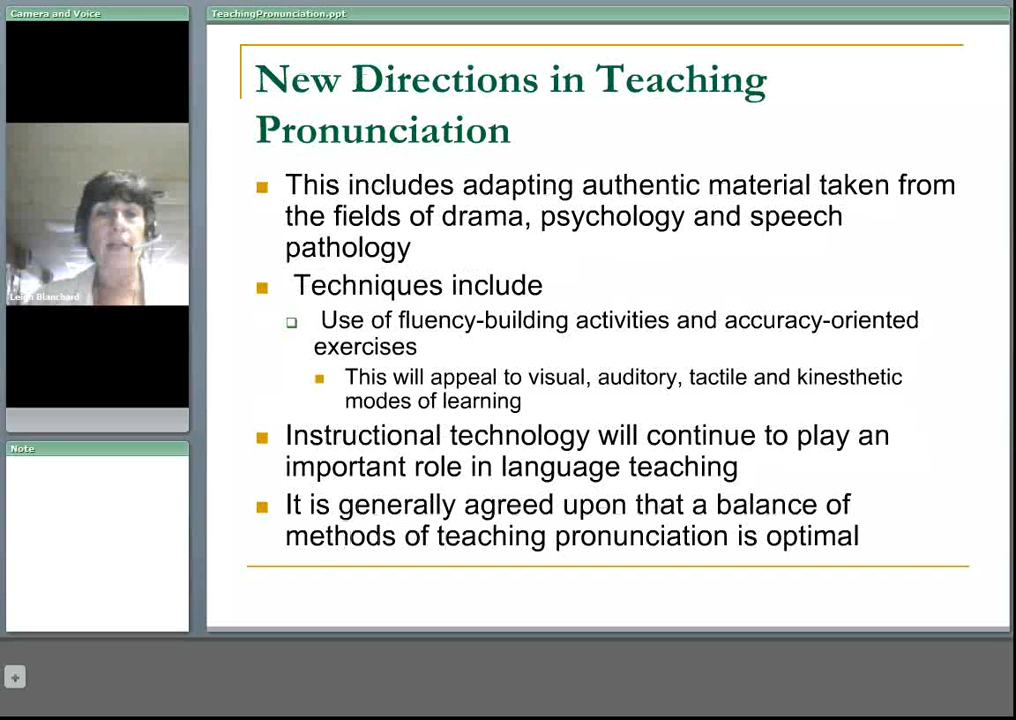 Camera and Voice
TeachingPronunciation.ppt
New Directions in Teaching
Pronunciation
This includes adapting authentic material taken from
the fields of drama, psychology and speech
pathology
Techniques include
Use of fluency-building activities and accuracy-oriented
exercises
This will appeal to visual, auditory, tactile and kinesthetic
modes of learning
Instructional technology will continue to play an
important role in language teaching
It is generally agreed upon that a balance of
methods of teaching pronunciation is optimal
Leigh Blanchard
Note